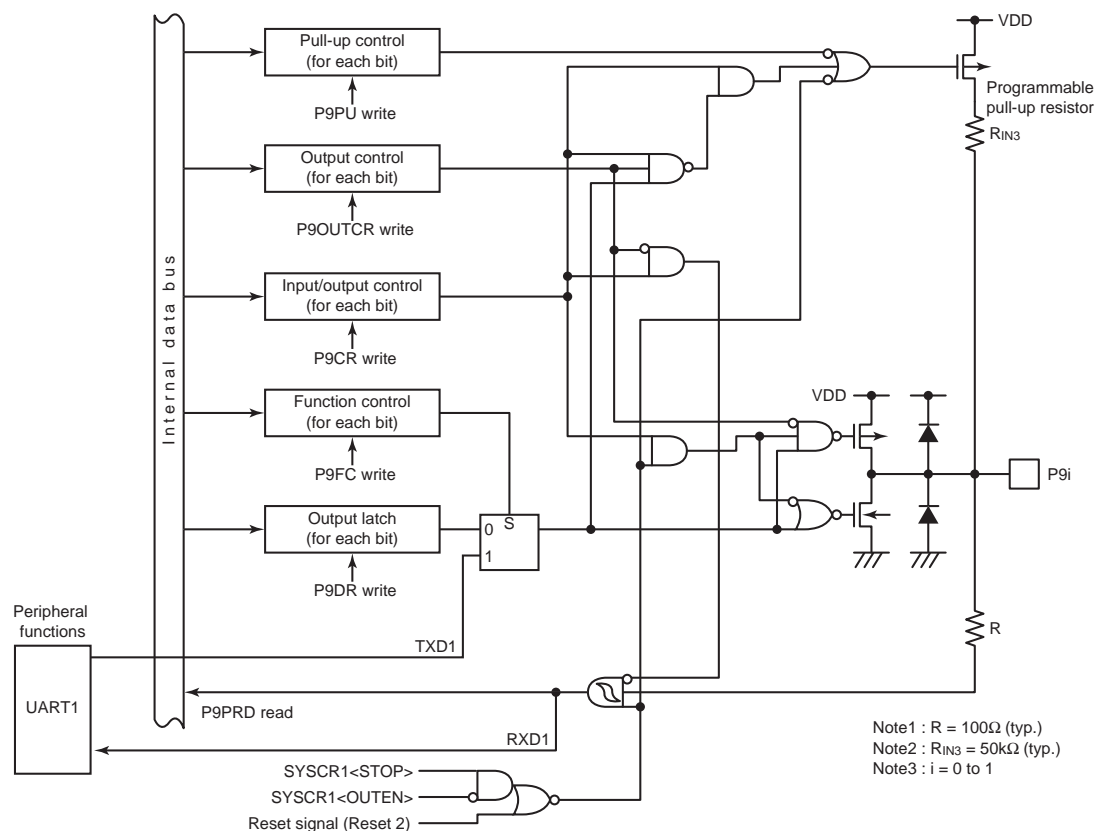 VDD
Pull-up control
(for each bit)
P9PU write
Programmable
pull-up resistor
RIN3
Output control
(for each bit)
P9OUTCR write
Internal data bus
Input/output control
(for each bit)
P9CR write
Function control
(for each bit)
P9FC write
VDD
P9i
Output latch
(for each bit)
P9DR write
S
0
1
Peripheral
functions
UART1
TXD1
R
P9PRD read
RXD1
SYSCR1<STOP>
SYSCR1<OUTEN>
Reset signal (Reset 2)
Note1 : R = 100Ω (typ.)
Note2 : RIN3 = 50kΩ (typ.)
Note3 : i = 0 to 1